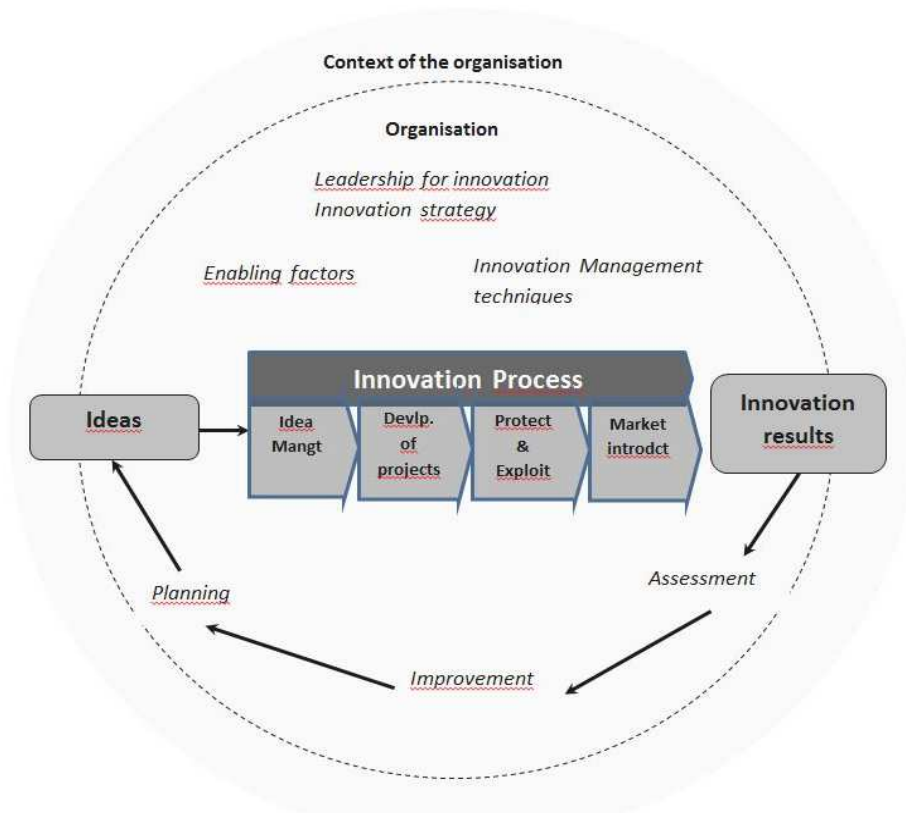 Context of the organisation
Organisation
Leadership for innovation
Innovation strategy
Enabling factors
Innovation Management
techniques
Innovation Process
Ideas
Idea
Mangt
Devlp.
of
projects
Protect
&
Exploit
Market
introdct
Innovation
results
Planning
Assessment
Improvement